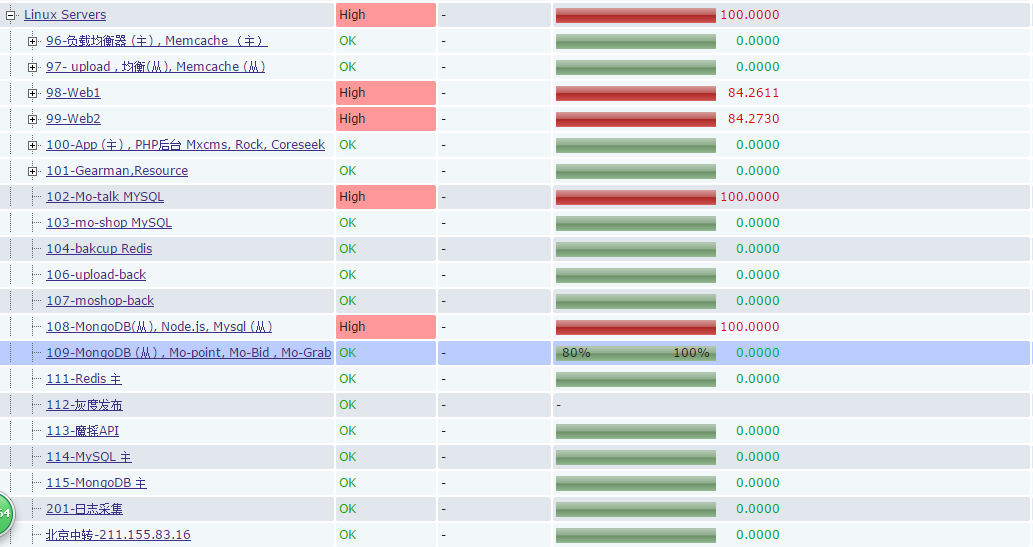 Linux Servers High - 100.0000
96-负载均衡器 (主) , Memcache （主） OK - 0.0000
97- upload , 均衡(从), Memcache (从) OK - 0.0000
98-Web1 High - 84.2611
99-Web2 High - 84.2730
100-App (主) , PHP后台 Mxcms, Rock, Coreseek OK - 0.0000
101-Gearman,Resource OK - 0.0000
102-Mo-talk MYSQL High - 100.0000
103-mo-shop MySQL OK - 0.0000
104-bakcup Redis OK - 0.0000
106-upload-back OK - 0.0000
107-moshop-back OK - 0.0000
108-MongoDB(从), Node.js, Mysql (从) High - 100.0000
109-MongoDB (从) , Mo-point, Mo-Bid , Mo-Grab OK - 80% 100% 0.0000
111-Redis 主 OK - 0.0000
112-灰度发布 OK - -
113-魔摇API OK - 0.0000
114-MySQL 主 OK - 0.0000
115-MongoDB 主 OK - 0.0000
201-日志采集 OK - 0.0000
64
北京中转-211.155.83.16 OK - 0.0000